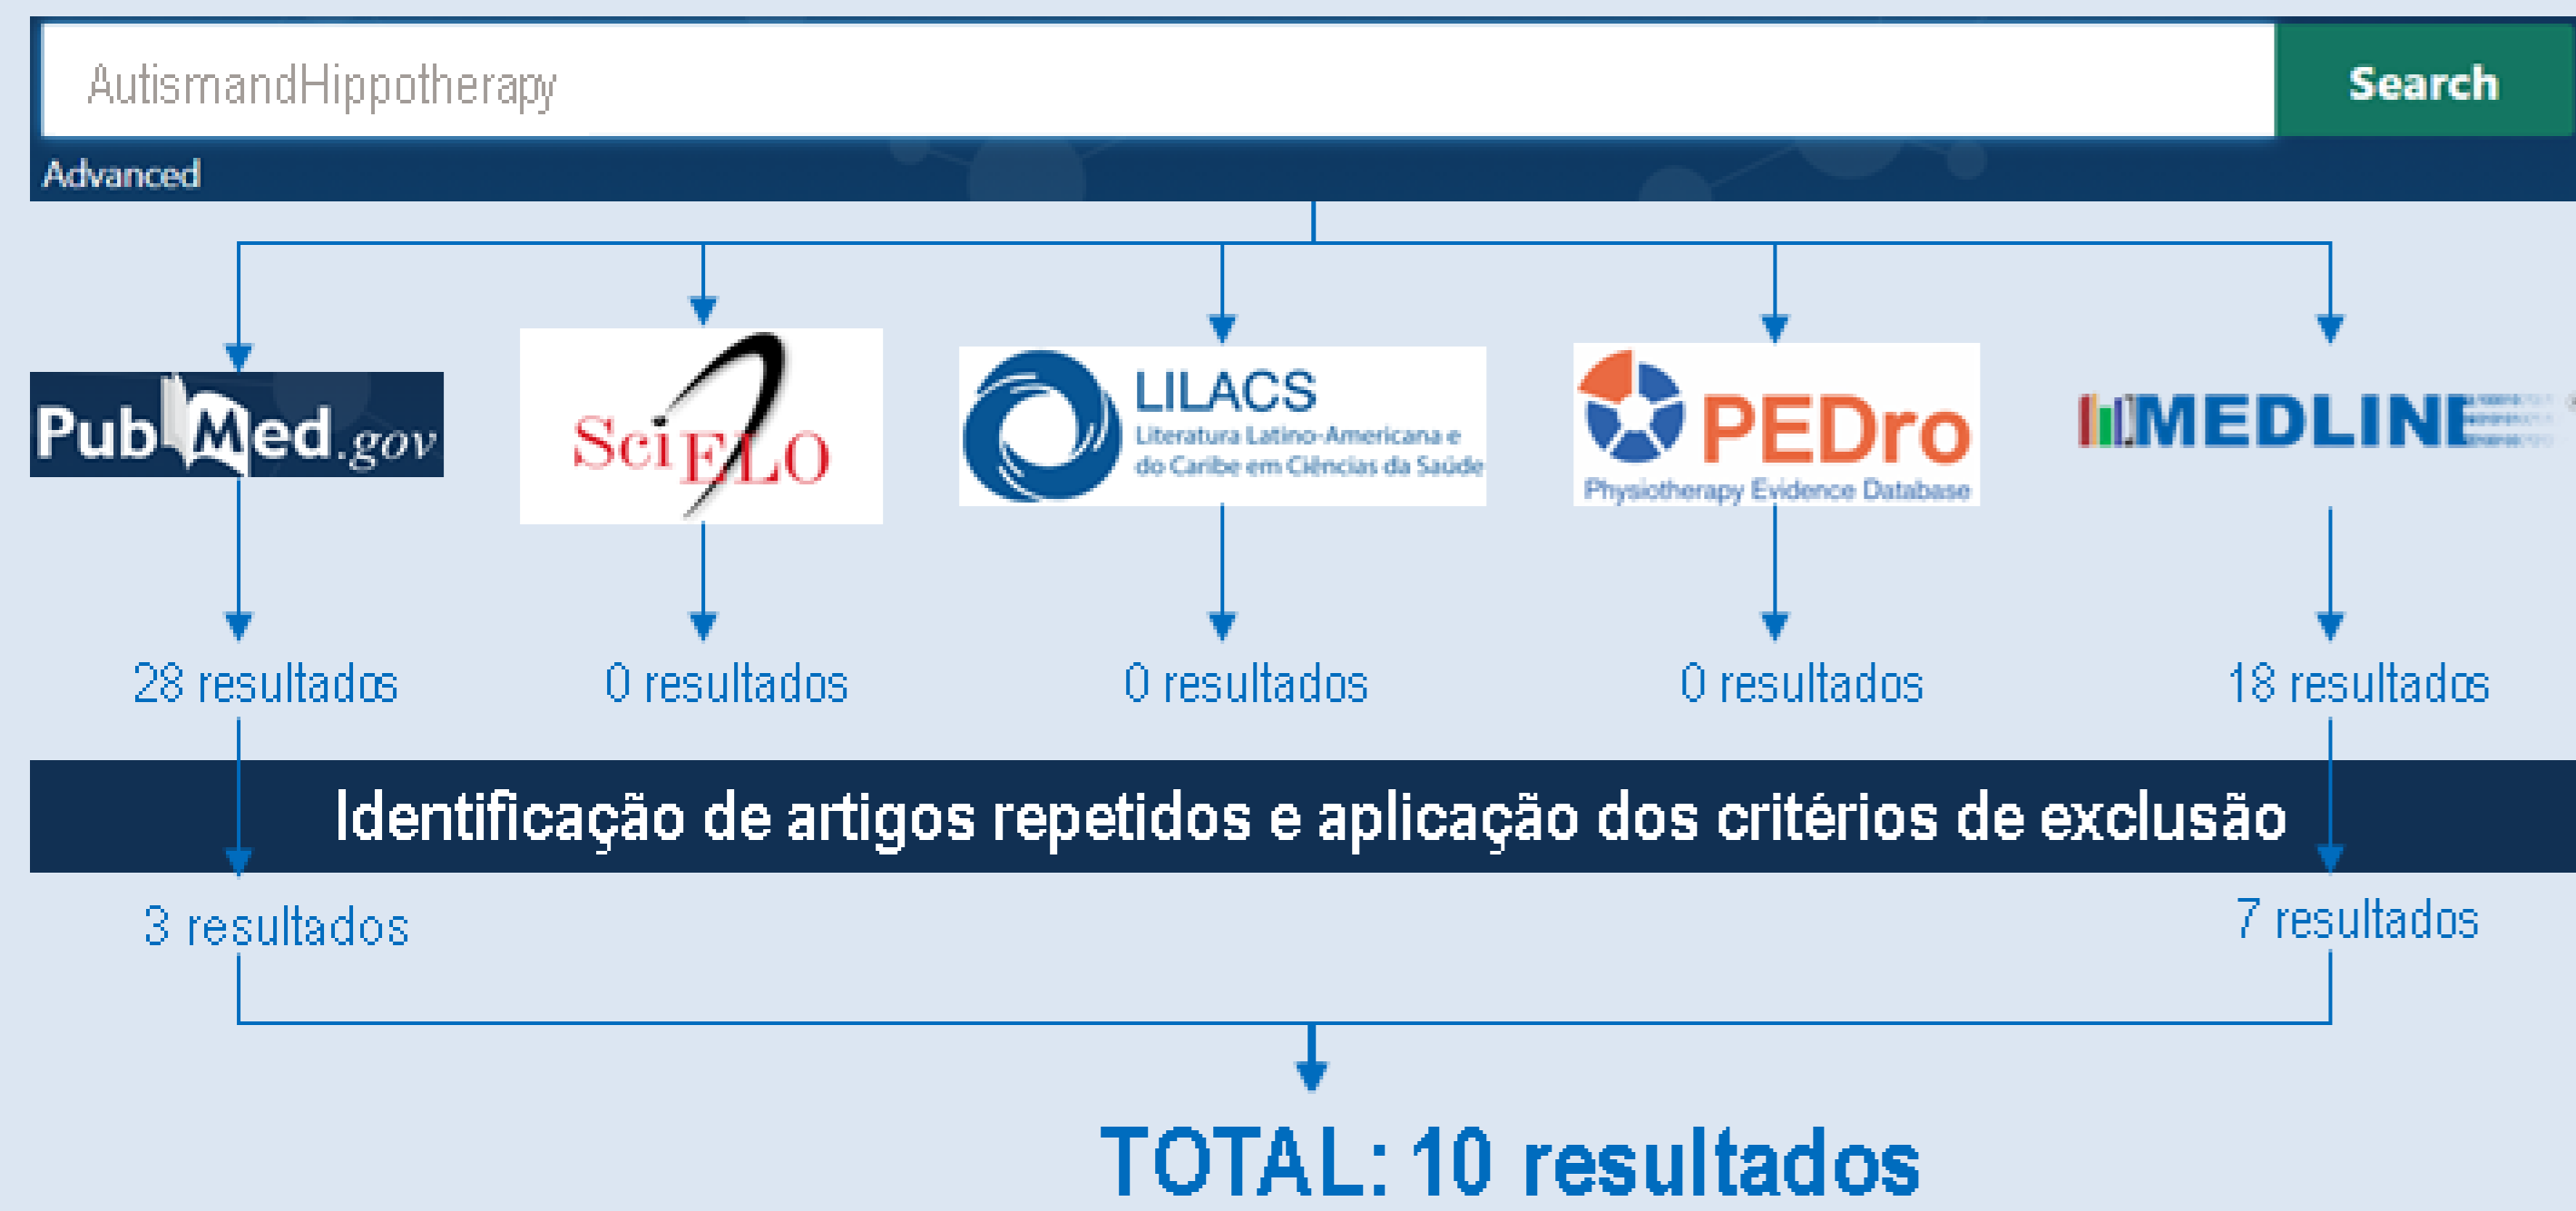 AutismandHippotherapy
Search
Advanced
PubMed.gov
SciELO
LILACS
Literatura Latino-Americana e
do Caribe em Ciências da Saúde
PEDro
Physiotherapy Evidence Database
MEDLINE
28 resultados
0 resultados
0 resultados
0 resultados
18 resultados
Identificação de artigos repetidos e aplicação dos critérios de exclusão
3 resultados
7 resultados
TOTAL: 10 resultados